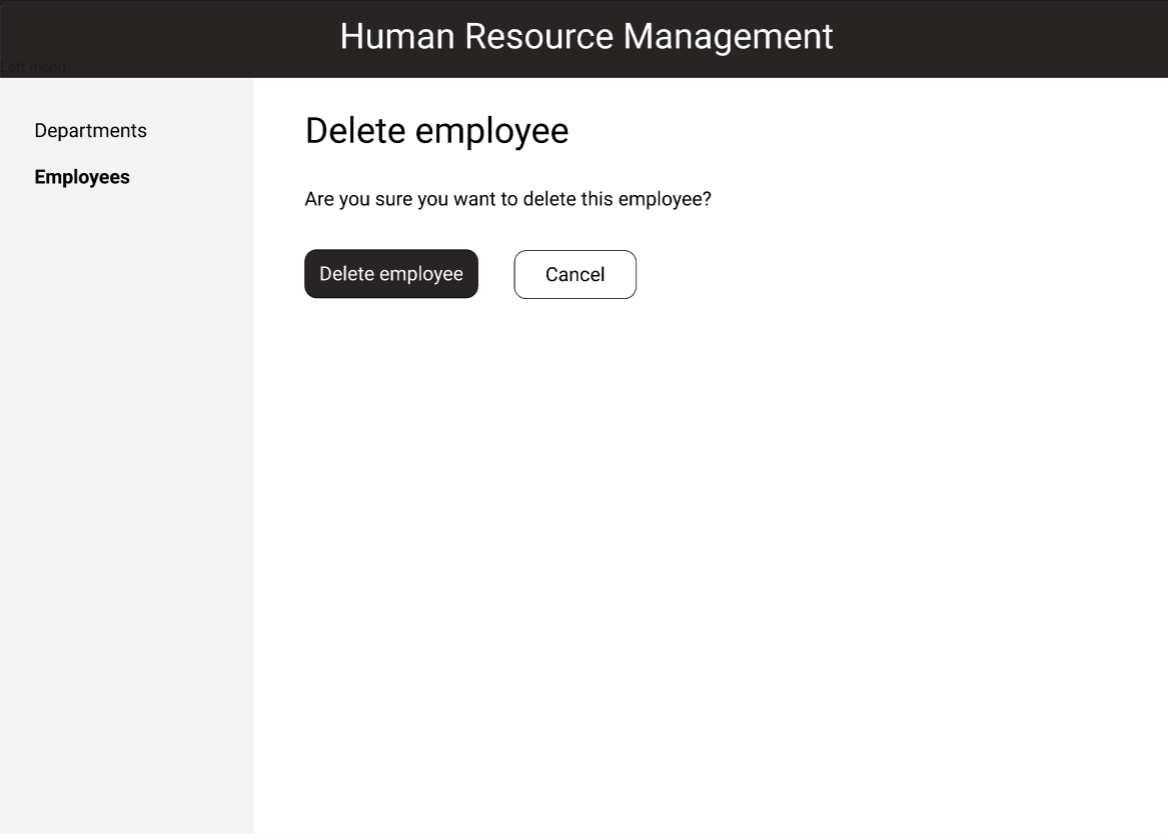 Human Resource Management
Left menu
Departments
Employees
Delete employee
Are you sure you want to delete this employee?
Delete employee
Cancel